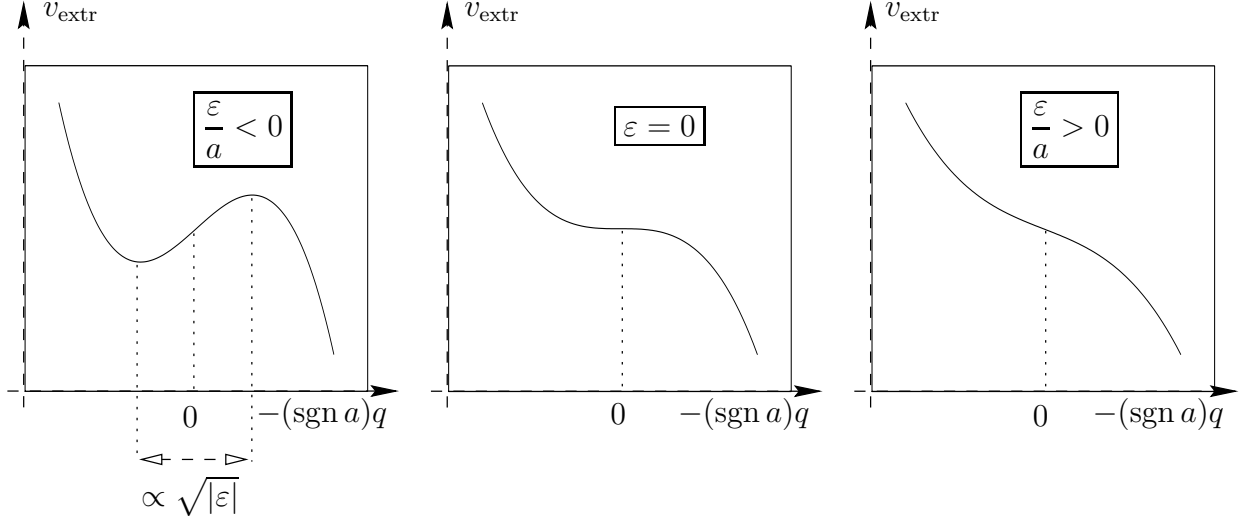 v_extr
ε/a < 0
0
−(sgn a)q
∝ √|ε|
v_extr
ε = 0
0
−(sgn a)q
v_extr
ε/a > 0
0
−(sgn a)q